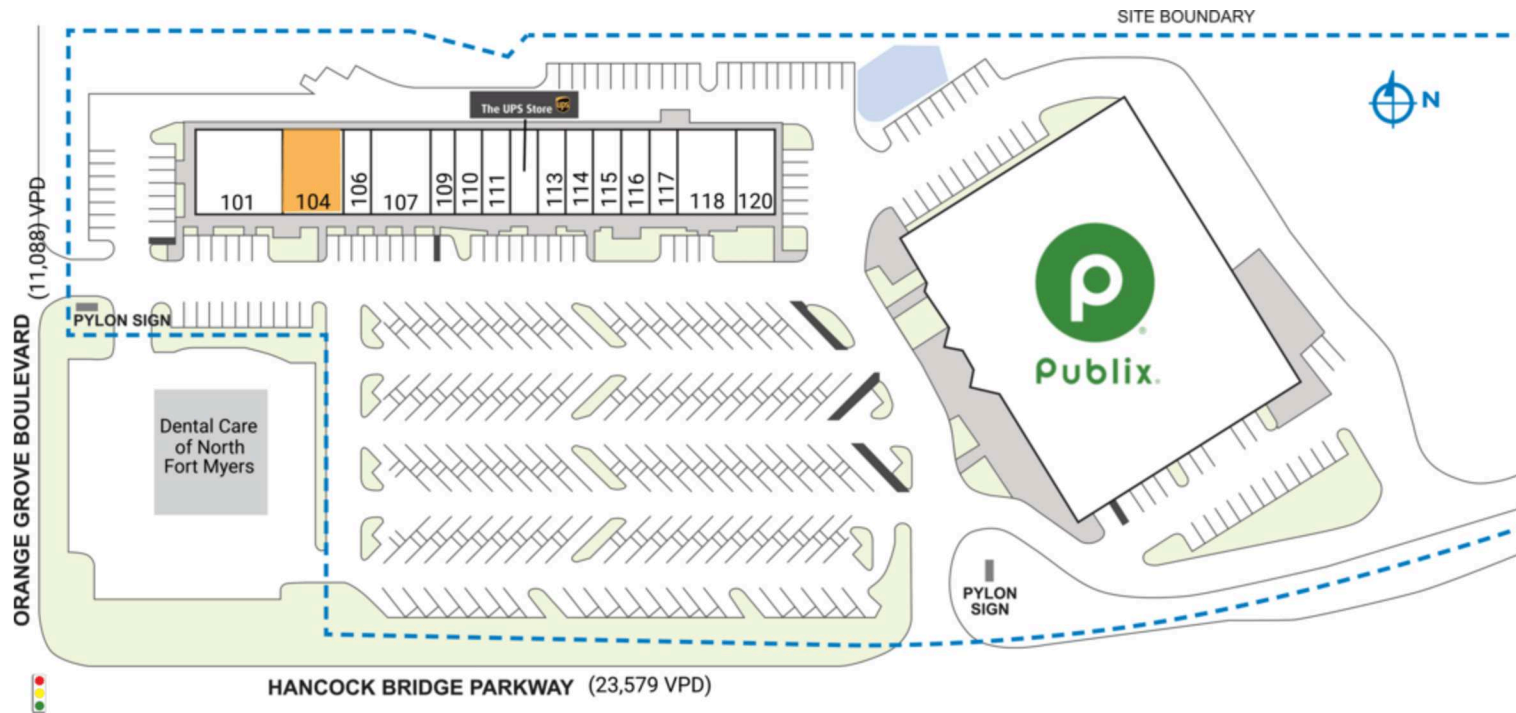 SITE BOUNDARY
N
The UPS Store ups
101
104
106
107
109
110
111
113
114
115
116
117
118
120
ORANGE GROVE BOULEVARD (11,088) VPD
PYLON SIGN
Dental Care
of North
Fort Myers
Publix.
PYLON
SIGN
HANCOCK BRIDGE PARKWAY (23,579 VPD)